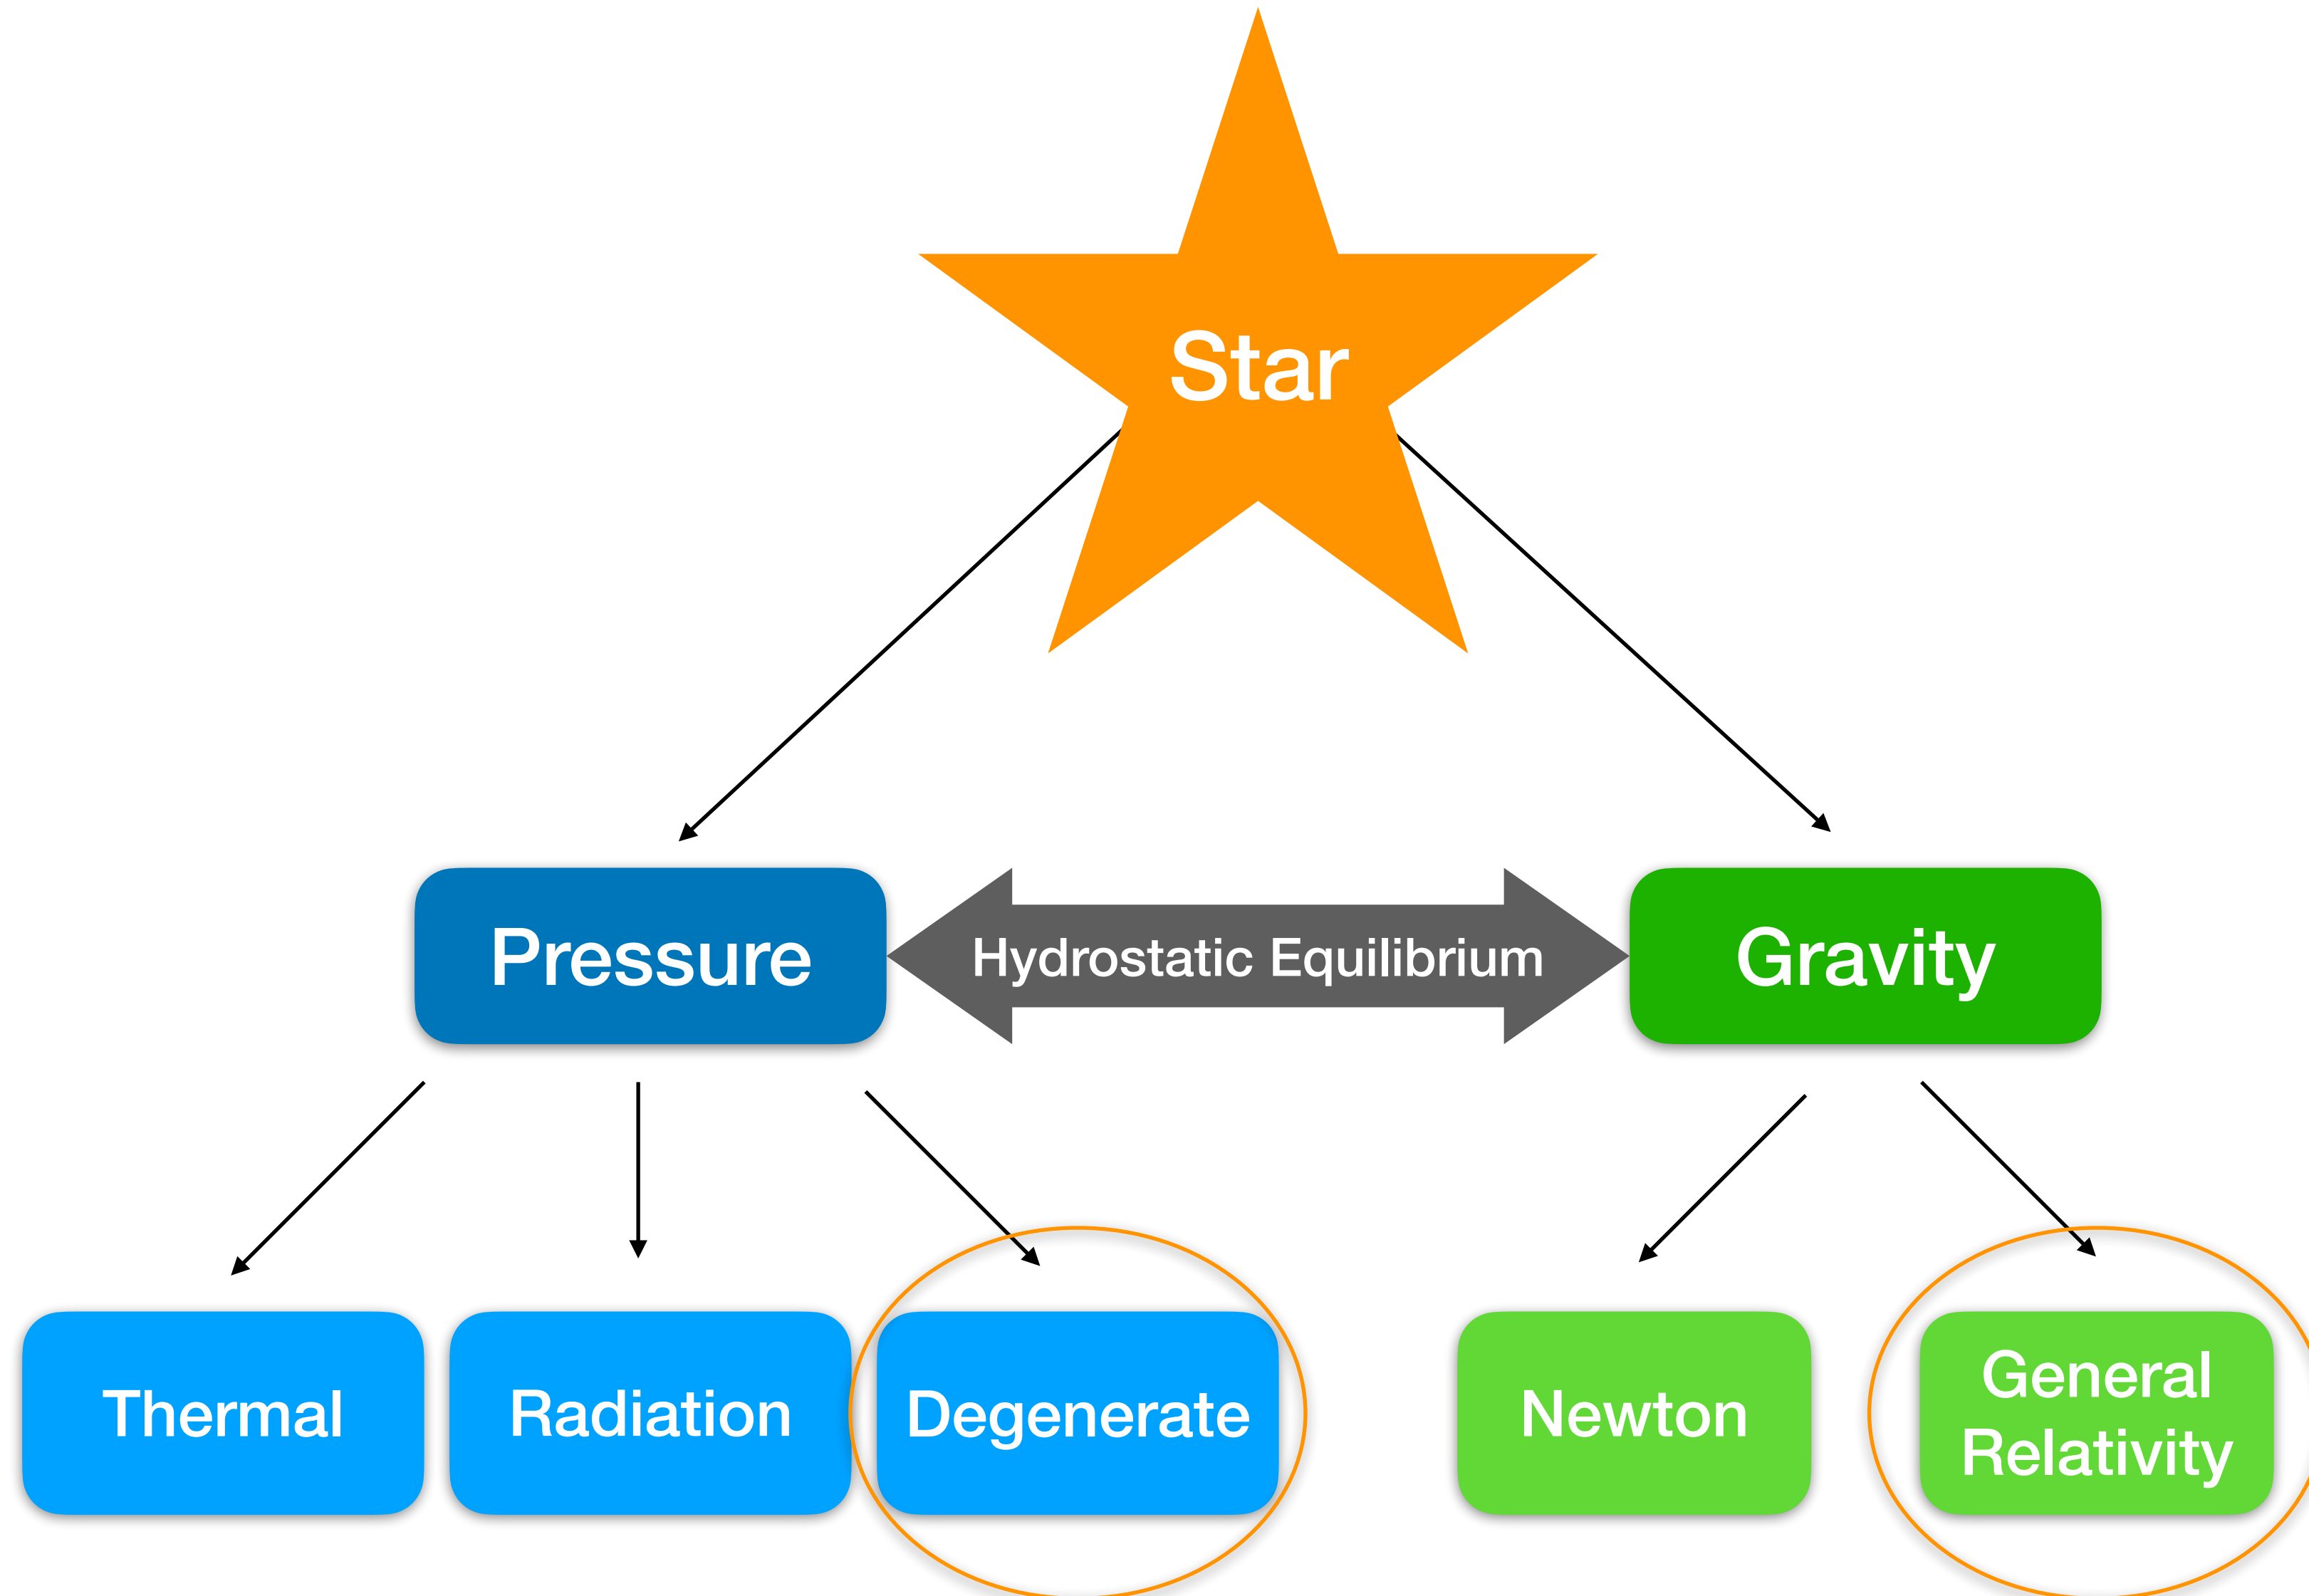 Star
Pressure
Hydrostatic Equilibrium
Gravity
Thermal
Radiation
Degenerate
Newton
General
Relativity